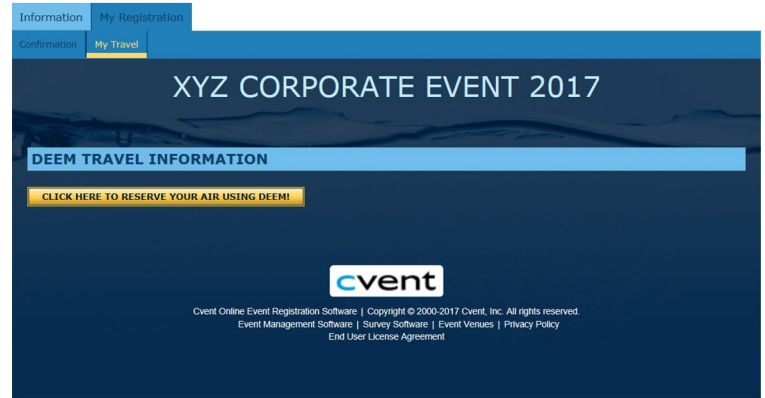 Information My Registration
Confirmation My Travel
XYZ CORPORATE EVENT 2017
DEEM TRAVEL INFORMATION
CLICK HERE TO RESERVE YOUR AIR USING DEEM!
cvent
Cvent Online Event Registration Software | Copyright © 2000-2017 Cvent, Inc. All rights reserved.
Event Management Software | Survey Software | Event Venues | Privacy Policy
End User License Agreement